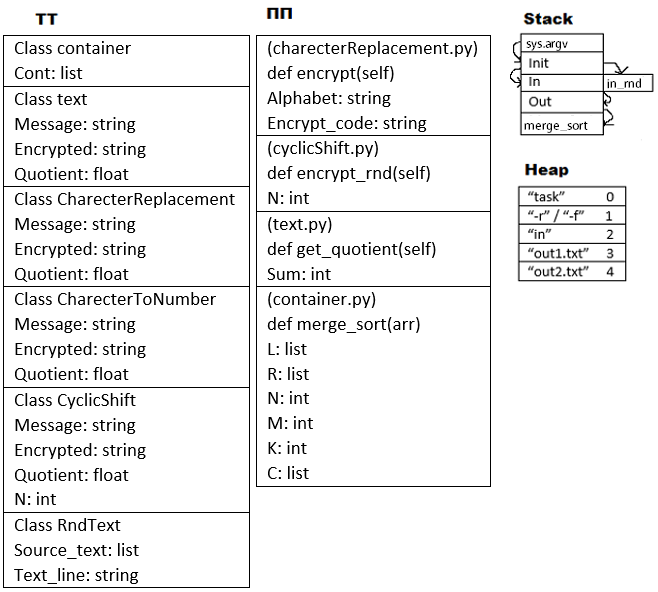 ТТ
Class container
Cont: list
Class text
Message: string
Encrypted: string
Quotient: float
Class CharecterReplacement
Message: string
Encrypted: string
Quotient: float
Class CharecterToNumber
Message: string
Encrypted: string
Quotient: float
Class CyclicShift
Message: string
Encrypted: string
Quotient: float
N: int
Class RndText
Source_text: list
Text_line: string
ПП
(charecterReplacement.py)
def encrypt(self)
Alphabet: string
Encrypt_code: string
(cyclicShift.py)
def encrypt_rnd(self)
N: int
(text.py)
def get_quotient(self)
Sum: int
(container.py)
def merge_sort(arr)
L: list
R: list
N: int
M: int
K: int
C: list
Stack
sys.argv
Init
In
in_rnd
Out
merge_sort
Heap
“task” 0
“-r” / “-f” 1
“in” 2
“out1.txt” 3
“out2.txt” 4